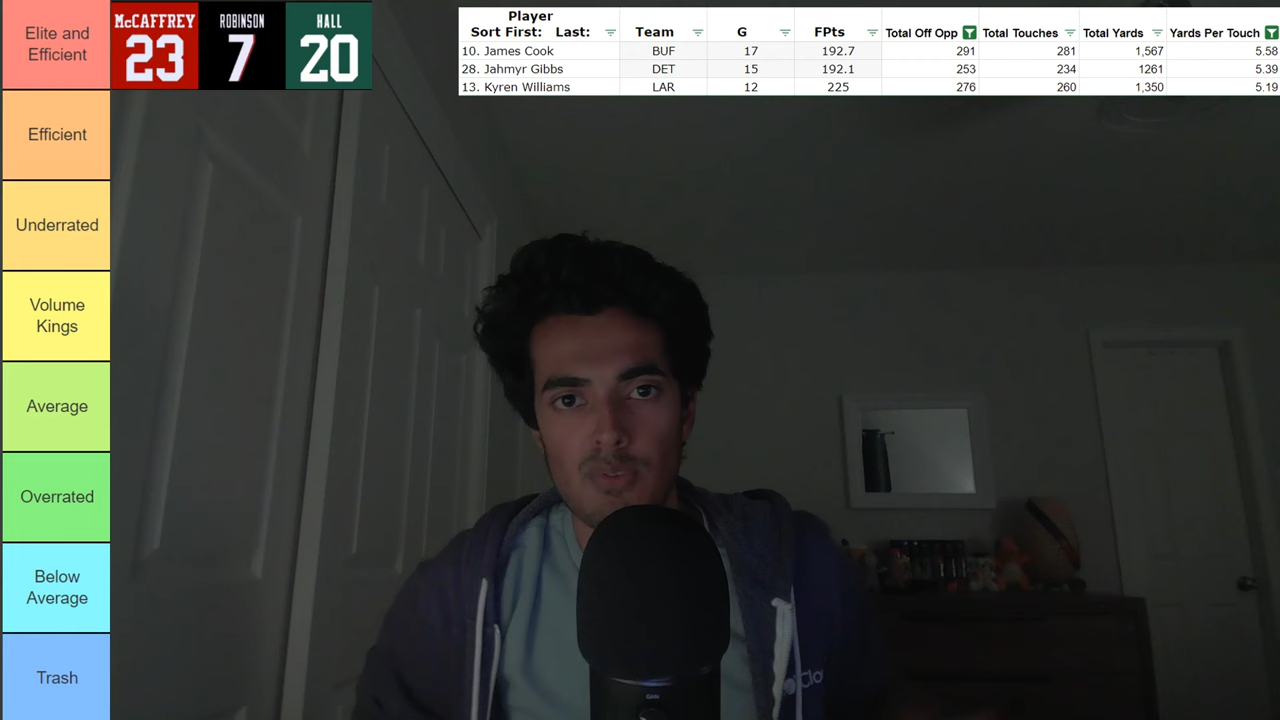 Elite and
Efficient
McCAFFREY
23
ROBINSON
7
HALL
20
Efficient
Underrated
Volume
Kings
Average
Overrated
Below
Average
Trash
Player
Sort First: Last: Team G FPts Total Off Opp Total Touches Total Yards Yards Per Touch
10. James Cook BUF 17 192.7 291 281 1,567 5.58
28. Jahmyr Gibbs DET 15 192.1 253 234 1261 5.39
13. Kyren Williams LAR 12 225 276 260 1,350 5.19